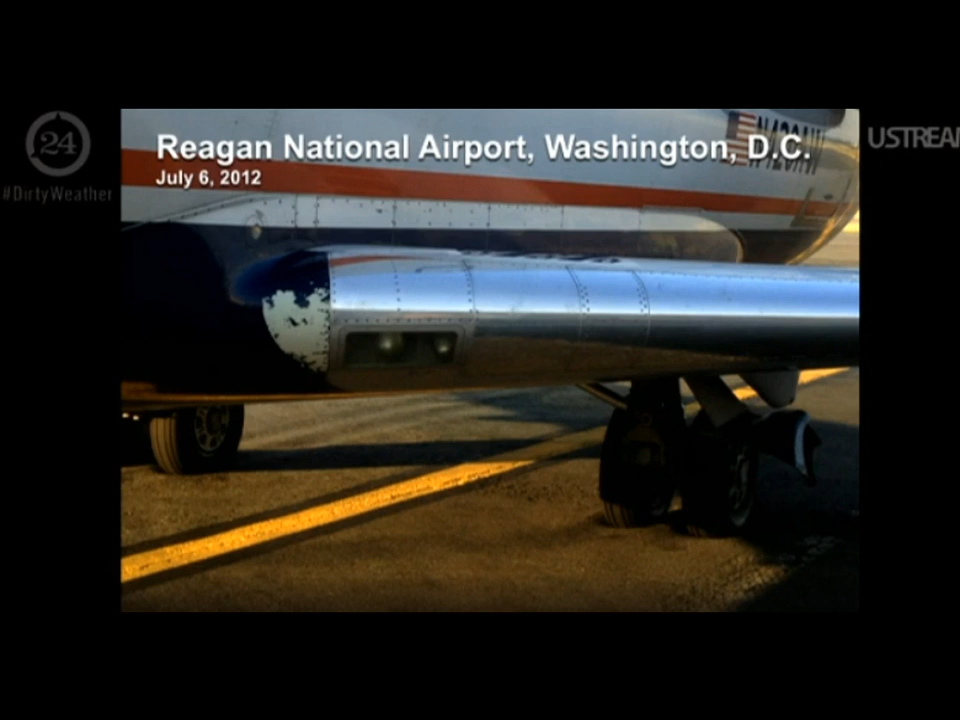 Reagan National Airport, Washington, D.C.
July 6, 2012
24
#DirtyWeather
USTREAM